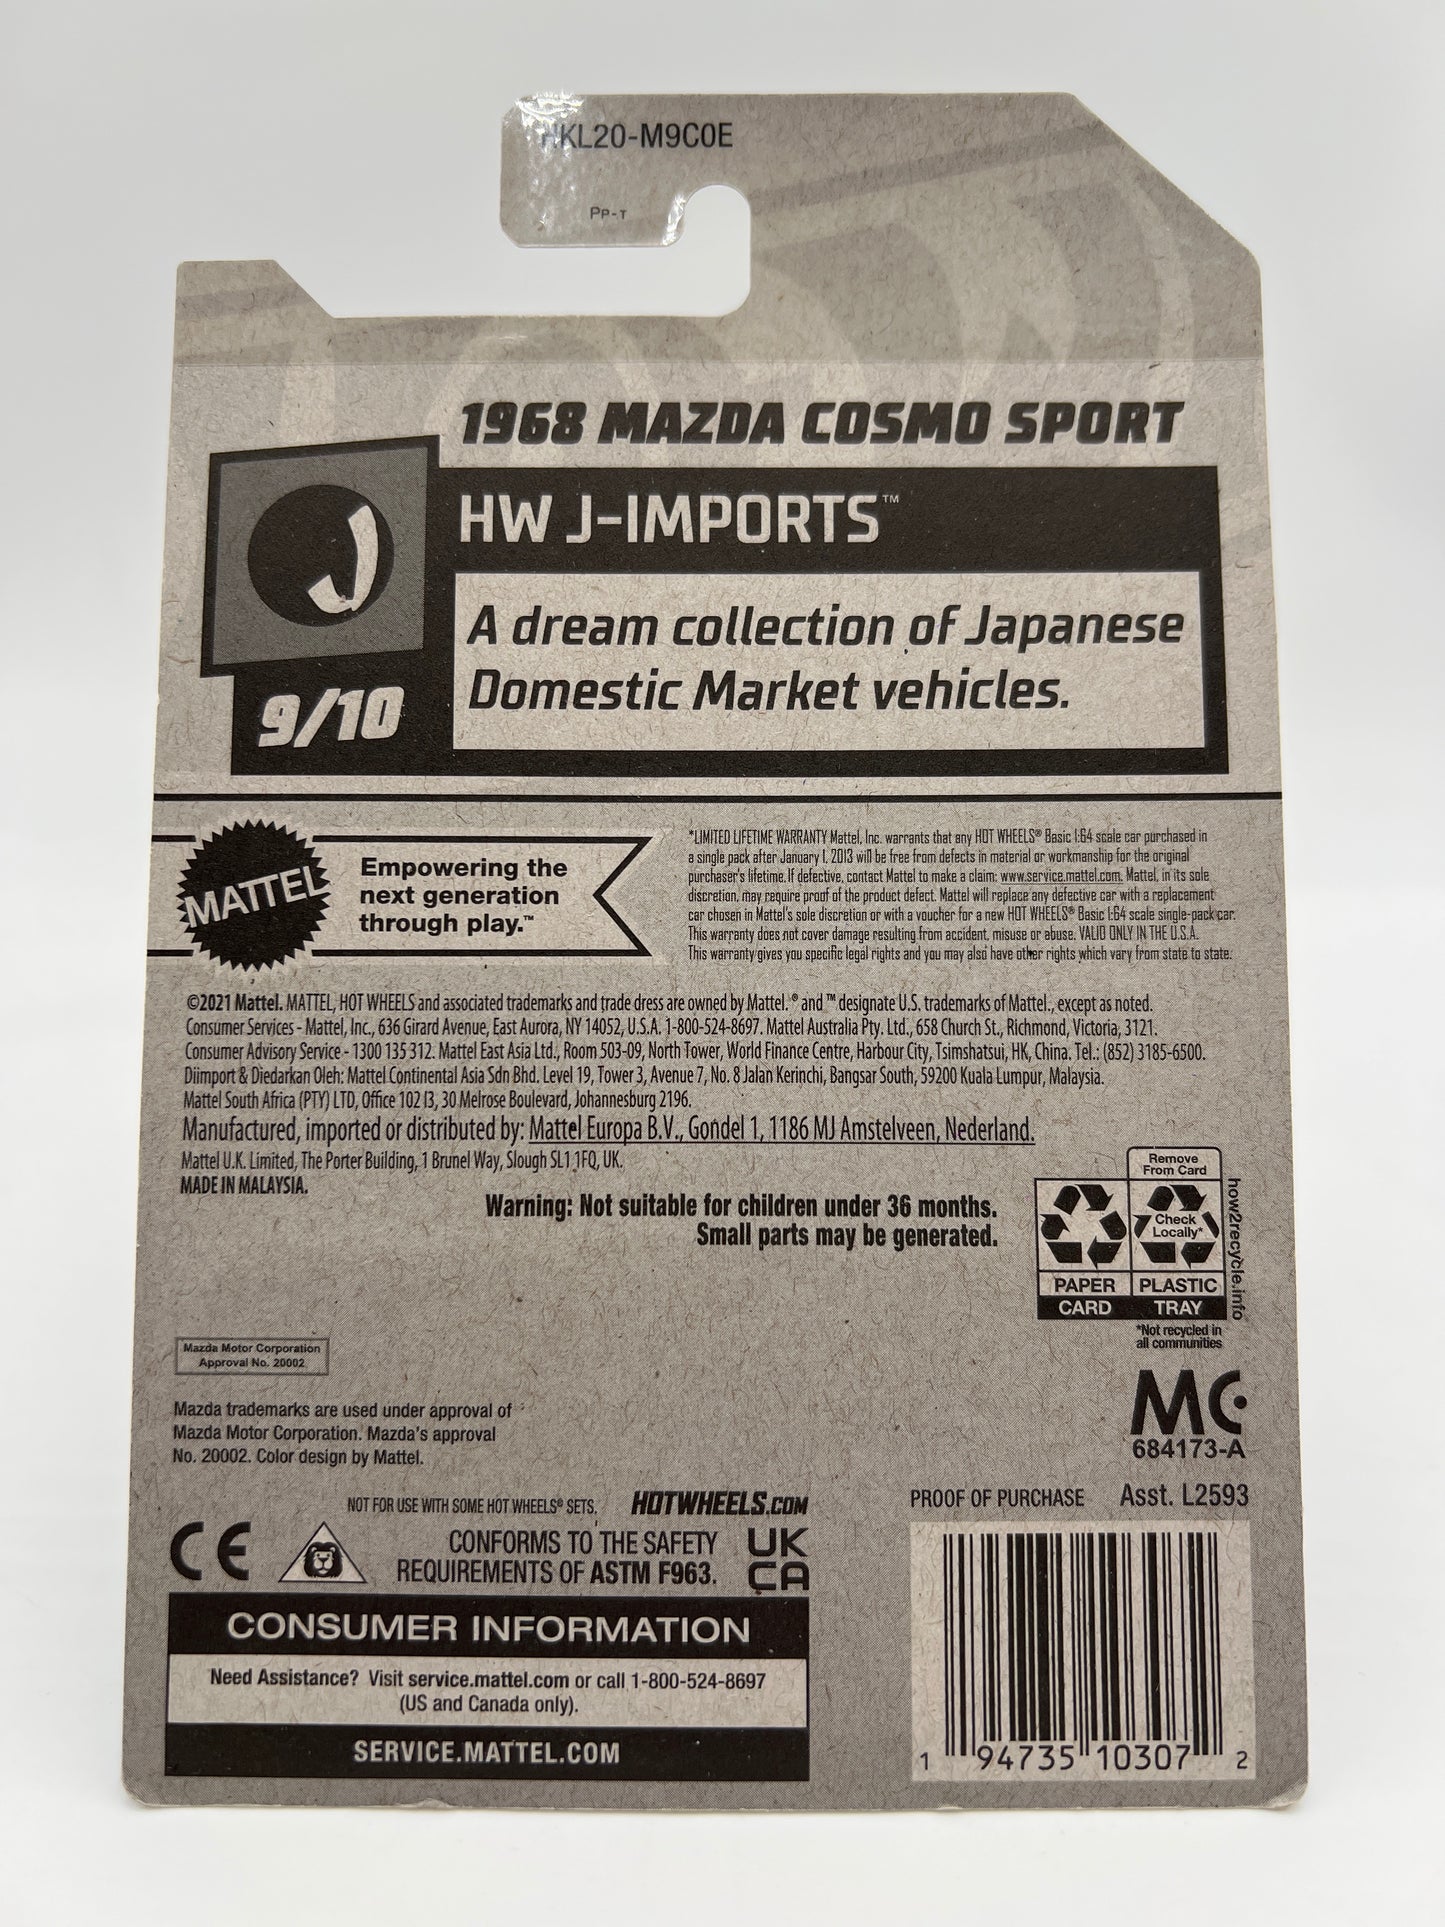 HKL20-M9C0E
Pp-T
1968 MAZDA COSMO SPORT
J
HW J-IMPORTS™
A dream collection of Japanese
Domestic Market vehicles.
9/10
MATTEL
Empowering the
next generation
through play.™
*LIMITED LIFETIME WARRANTY Mattel, Inc. warrants that any HOT WHEELS® Basic 1:64 scale car purchased in
a single pack after January 1, 2013 will be free from defects in material or workmanship for the original
purchaser's lifetime. If defective, contact Mattel to make a claim: www.service.mattel.com. Mattel, in its sole
discretion, may require proof of the product defect. Mattel will replace any defective car with a replacement
car chosen in Mattel's sole discretion or with a voucher for a new HOT WHEELS® Basic 1:64 scale single-pack car.
This warranty does not cover damage resulting from accident, misuse or abuse. VALID ONLY IN THE U.S.A.
This warranty gives you specific legal rights and you may also have other rights which vary from state to state.
©2021 Mattel. MATTEL, HOT WHEELS and associated trademarks and trade dress are owned by Mattel. ® and ™ designate U.S. trademarks of Mattel., except as noted.
Consumer Services - Mattel, Inc., 636 Girard Avenue, East Aurora, NY 14052, U.S.A. 1-800-524-8697. Mattel Australia Pty. Ltd., 658 Church St., Richmond, Victoria, 3121.
Consumer Advisory Service - 1300 135 312. Mattel East Asia Ltd., Room 503-09, North Tower, World Finance Centre, Harbour City, Tsimshatsui, HK, China. Tel.: (852) 3185-6500.
Diimport & Diedarkan Oleh: Mattel Continental Asia Sdn Bhd. Level 19, Tower 3, Avenue 7, No. 8 Jalan Kerinchi, Bangsar South, 59200 Kuala Lumpur, Malaysia.
Mattel South Africa (PTY) LTD, Office 102 I3, 30 Melrose Boulevard, Johannesburg 2196.
Manufactured, imported or distributed by: Mattel Europa B.V., Gondel 1, 1186 MJ Amstelveen, Nederland.
Mattel U.K. Limited, The Porter Building, 1 Brunel Way, Slough SL1 1FQ, UK.
MADE IN MALAYSIA.
Warning: Not suitable for children under 36 months.
Small parts may be generated.
Remove
From Card
Check
Locally*
PAPER
PLASTIC
CARD
TRAY
how2recycle.info
*Not recycled in
all communities
Mazda Motor Corporation
Approval No. 20002
MC
684173-A
Mazda trademarks are used under approval of
Mazda Motor Corporation. Mazda's approval
No. 20002. Color design by Mattel.
NOT FOR USE WITH SOME HOT WHEELS® SETS.
HOTWHEELS.COM
PROOF OF PURCHASE
Asst. L2593
CE
CONFORMS TO THE SAFETY
REQUIREMENTS OF ASTM F963.
UK
CA
CONSUMER INFORMATION
Need Assistance? Visit service.mattel.com or call 1-800-524-8697
(US and Canada only).
SERVICE.MATTEL.COM
1 94735 10307 2